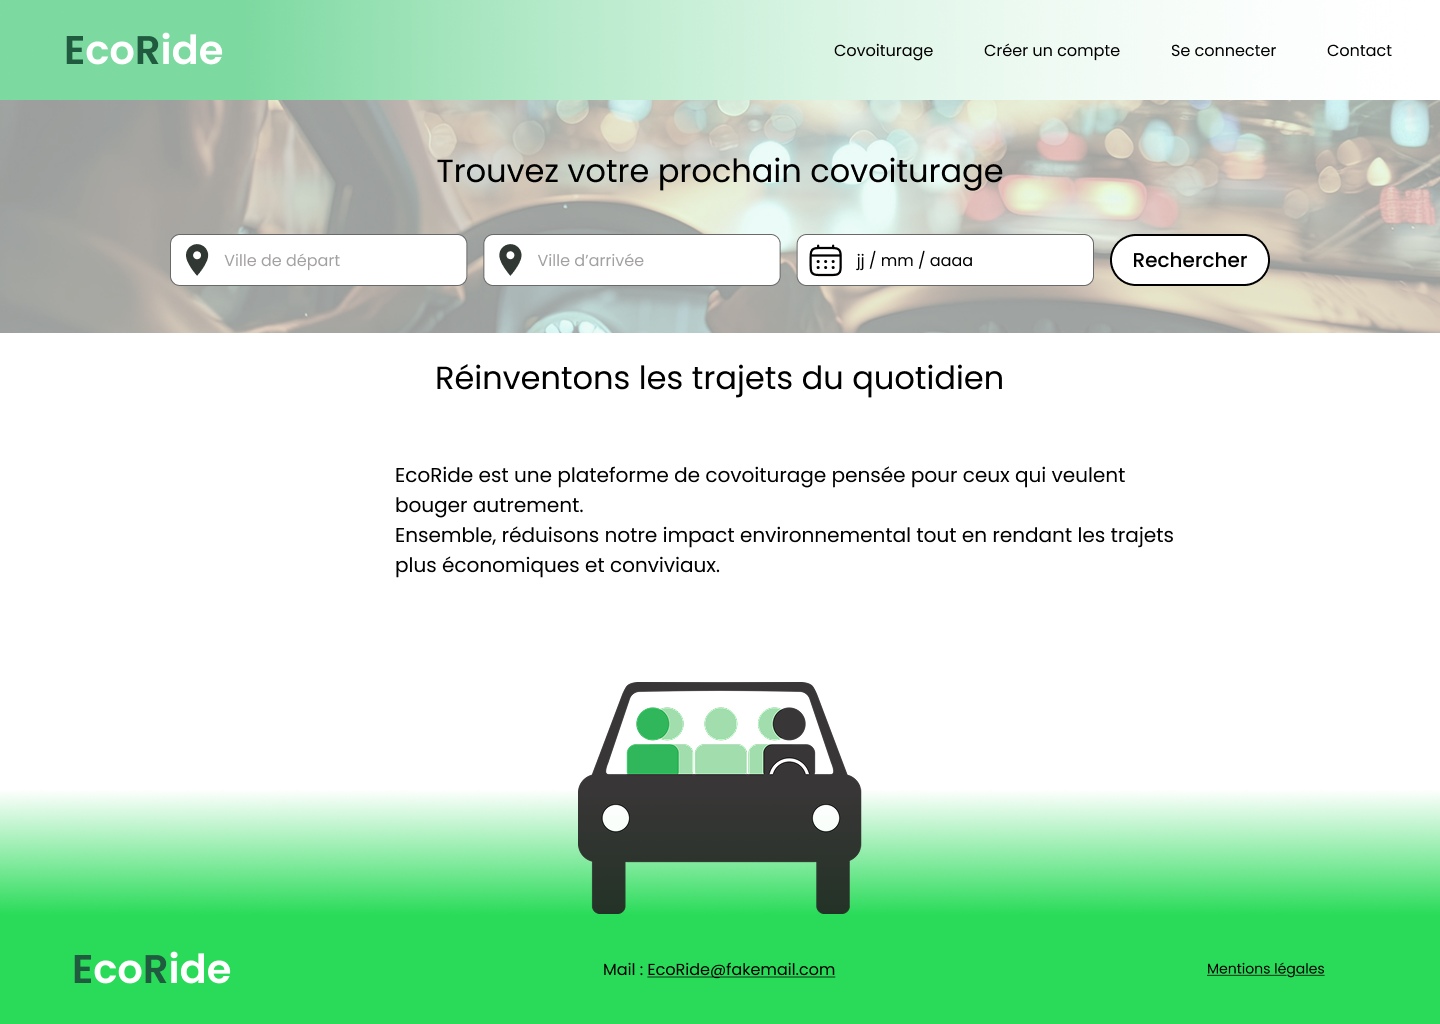 EcoRide
Covoiturage
Créer un compte
Se connecter
Contact
Trouvez votre prochain covoiturage
Ville de départ
Ville d’arrivée
jj / mm / aaaa
Rechercher
Réinventons les trajets du quotidien
EcoRide est une plateforme de covoiturage pensée pour ceux qui veulent
bouger autrement.
Ensemble, réduisons notre impact environnemental tout en rendant les trajets
plus économiques et conviviaux.
EcoRide
Mail : EcoRide@fakemail.com
Mentions légales